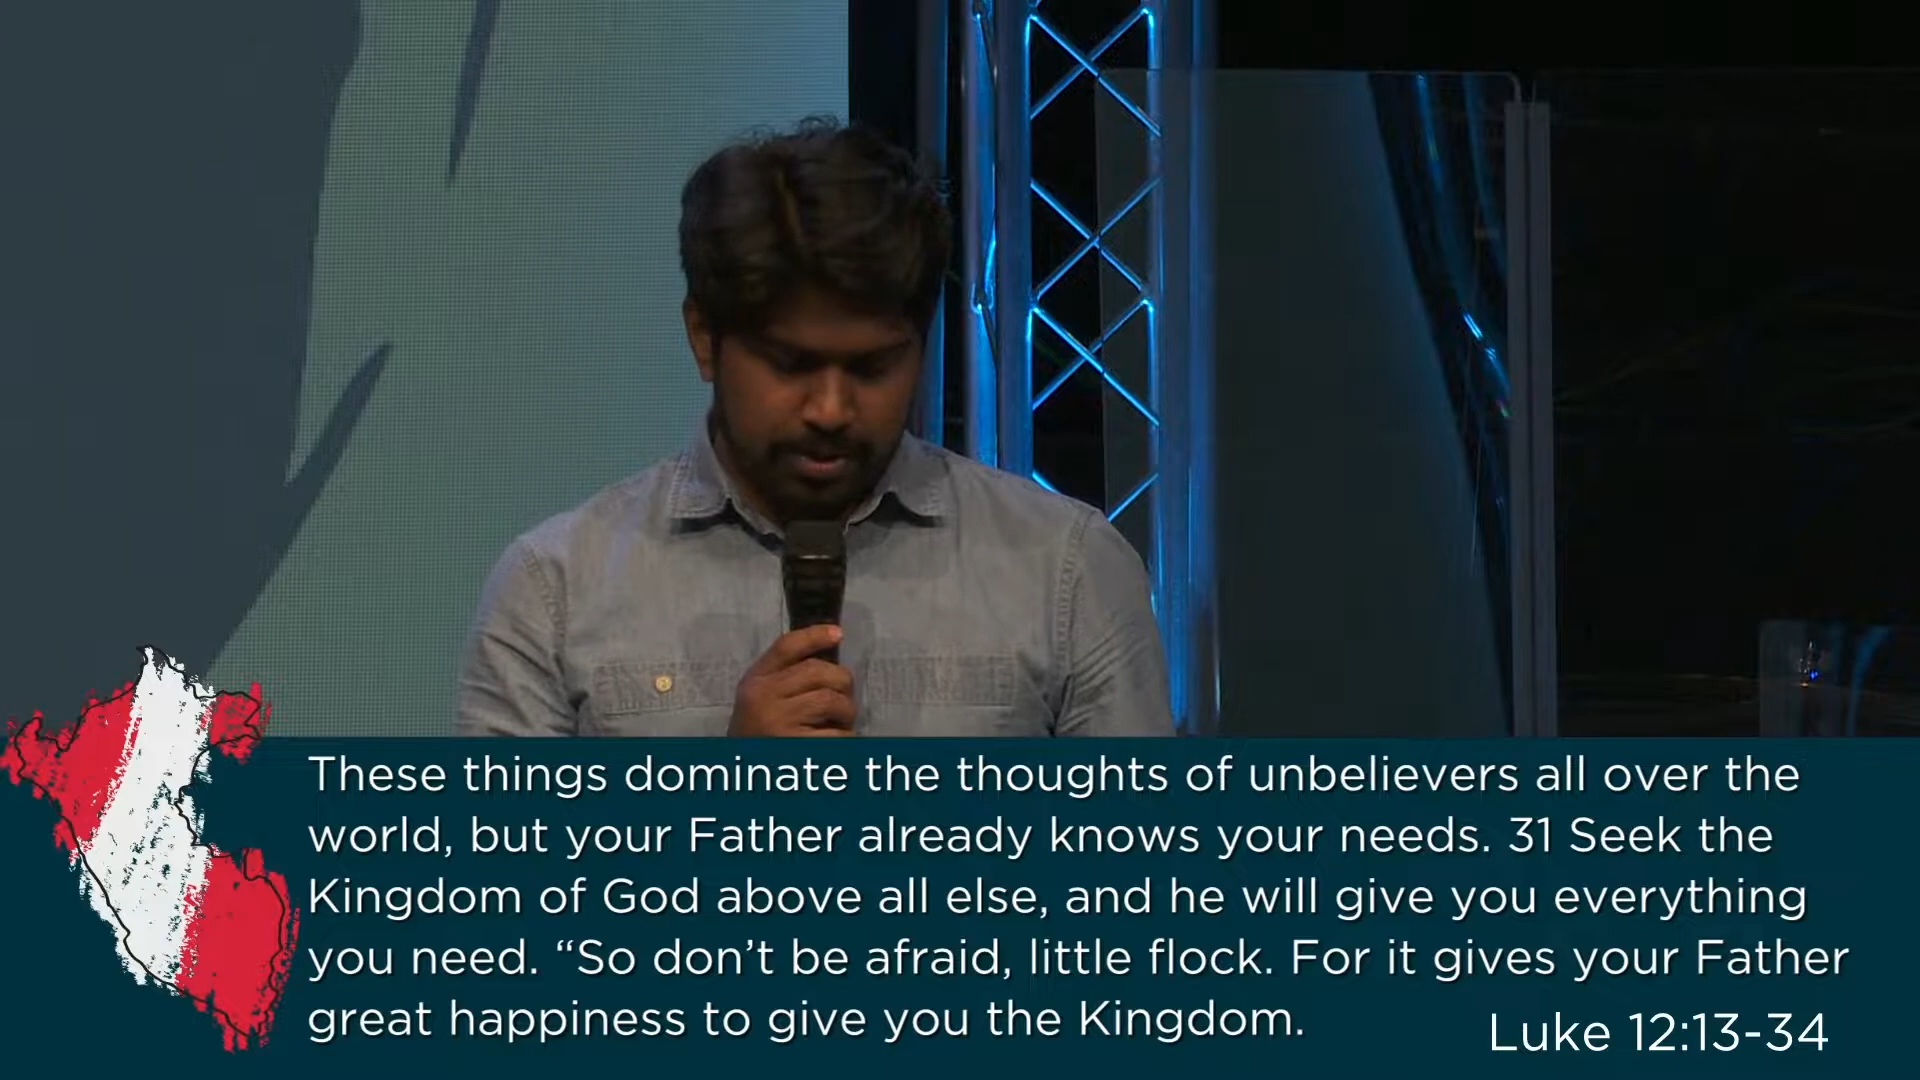 These things dominate the thoughts of unbelievers all over the
world, but your Father already knows your needs. 31 Seek the
Kingdom of God above all else, and he will give you everything
you need. “So don’t be afraid, little flock. For it gives your Father
great happiness to give you the Kingdom.
Luke 12:13-34